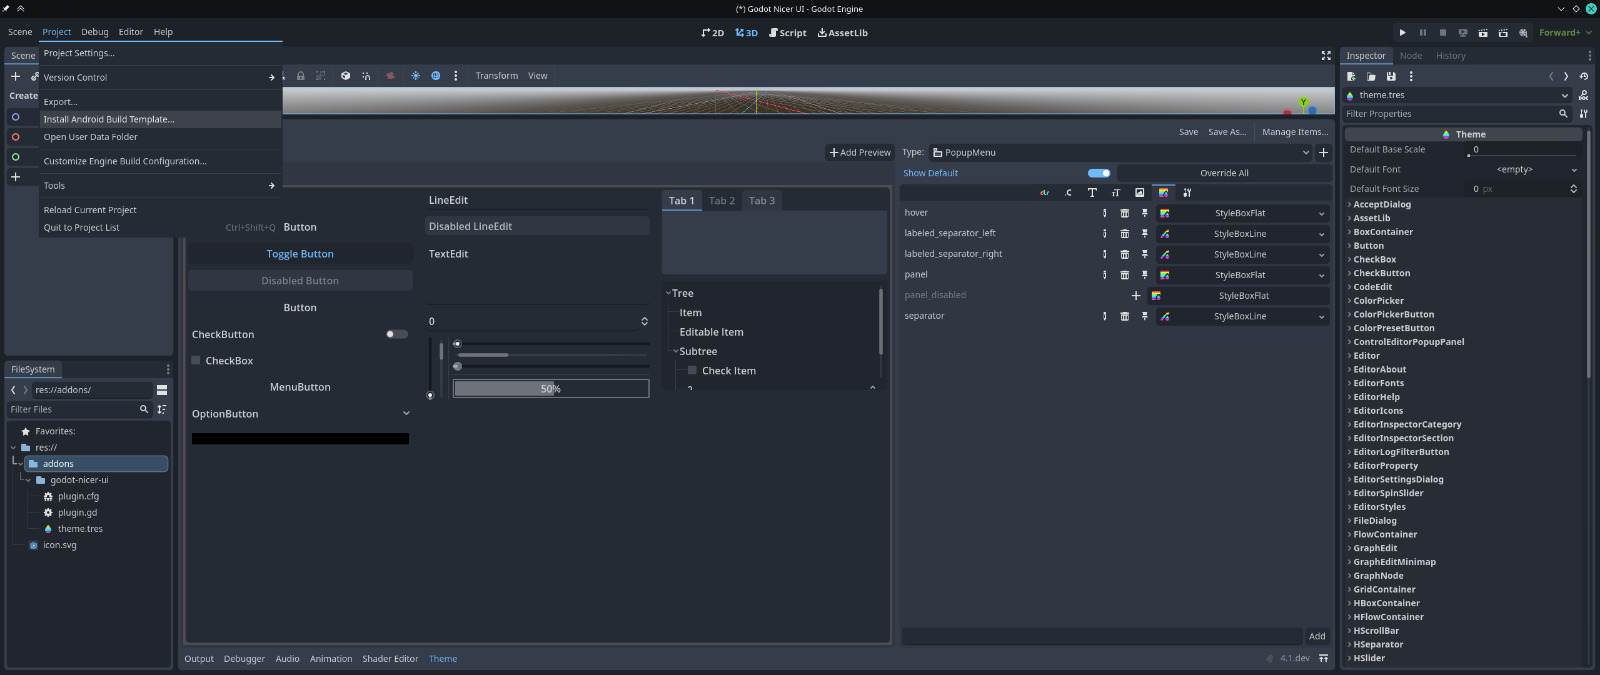 (*) Godot Nicer UI - Godot Engine
Scene Project Debug Editor Help
2D 3D Script AssetLib
Forward+
Scene
Project Settings...
Version Control
Export...
Install Android Build Template...
Open User Data Folder
Customize Engine Build Configuration...
Tools
Reload Current Project
Quit to Project List Ctrl+Shift+Q
Create
Transform View
Y
Save Save As... Manage Items...
Add Preview
Type: PopupMenu
Show Default Override All
hover StyleBoxFlat
labeled_separator_left StyleBoxLine
labeled_separator_right StyleBoxLine
panel StyleBoxFlat
panel_disabled StyleBoxFlat
separator StyleBoxLine
Add
Button
Toggle Button
Disabled Button
Button
CheckButton
CheckBox
MenuButton
OptionButton
LineEdit
Disabled LineEdit
TextEdit
0
50%
Tab 1 Tab 2 Tab 3
Tree
Item
Editable Item
Subtree
Check Item
FileSystem
res://addons/
Filter Files
Favorites:
res://
addons
godot-nicer-ui
plugin.cfg
plugin.gd
theme.tres
icon.svg
Output Debugger Audio Animation Shader Editor Theme
4.1.dev
Inspector Node History
theme.tres
Filter Properties
Theme
Default Base Scale 0
Default Font <empty>
Default Font Size 0 px
AcceptDialog
AssetLib
BoxContainer
Button
CheckBox
CheckButton
CodeEdit
ColorPicker
ColorPickerButton
ColorPresetButton
ControlEditorPopupPanel
Editor
EditorAbout
EditorFonts
EditorHelp
EditorIcons
EditorInspectorCategory
EditorInspectorSection
EditorLogFilterButton
EditorProperty
EditorSettingsDialog
EditorSpinSlider
EditorStyles
FileDialog
FlowContainer
GraphEdit
GraphEditMinimap
GraphNode
GridContainer
HBoxContainer
HFlowContainer
HScrollBar
HSeparator
HSlider